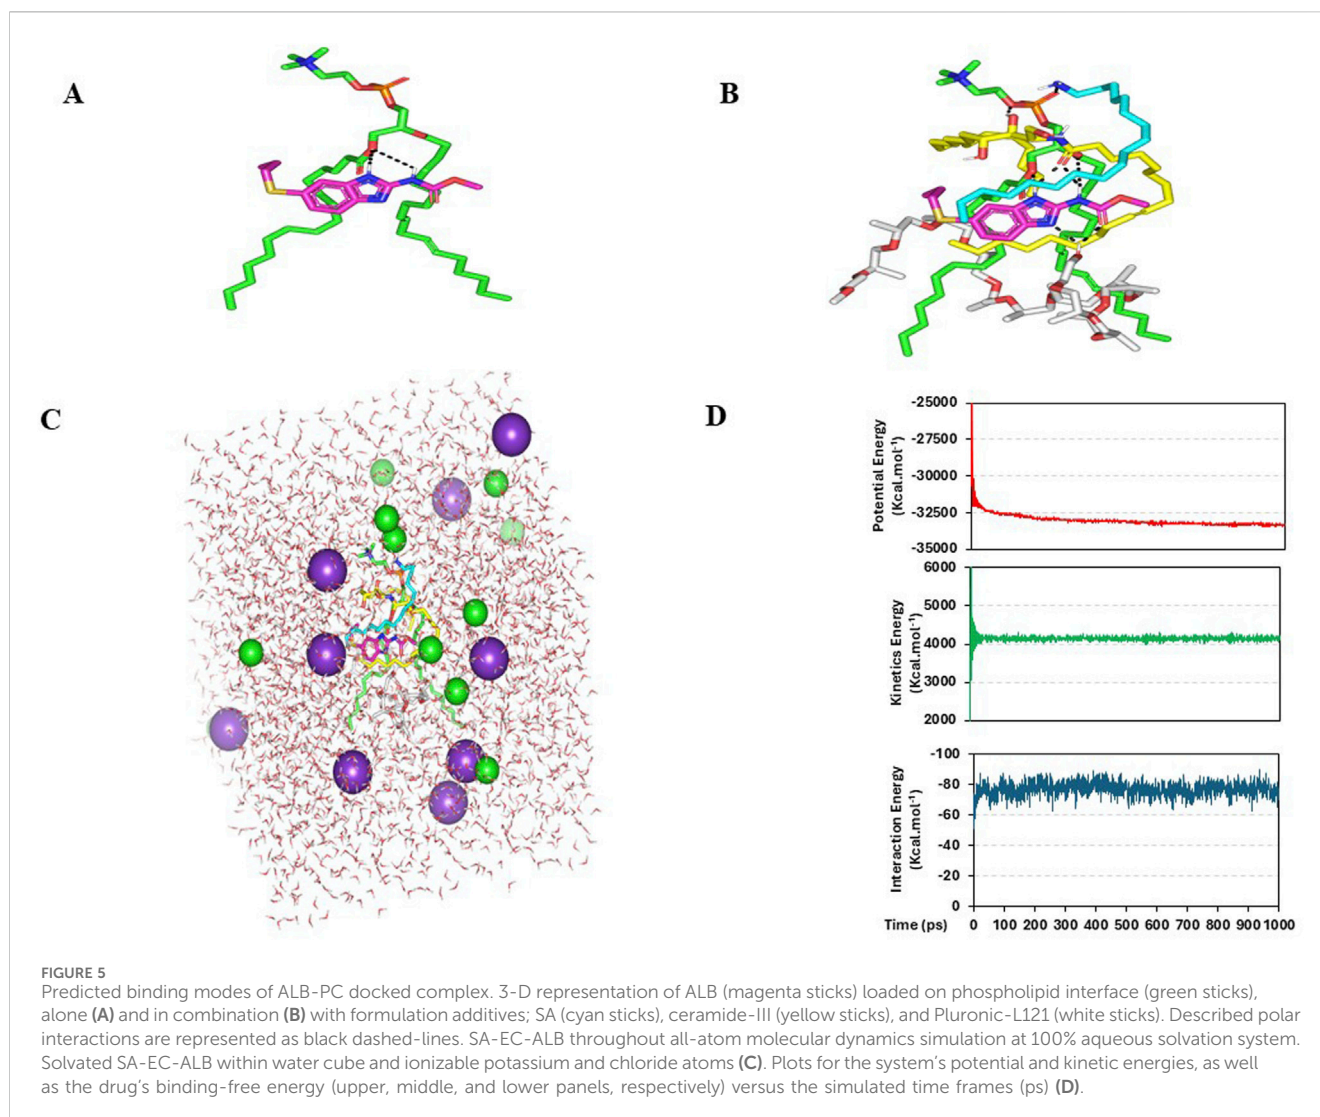 A
B
C
D
-25000
-27500
-30000
-32500
-35000
Potential Energy
(Kcal.mol-1)
6000
5000
4000
3000
2000
Kinetics Energy
(Kcal.mol-1)
-100
-80
-60
-40
-20
0
Interaction Energy
(Kcal.mol-1)
Time (ps) 0 100 200 300 400 500 600 700 800 900 1000
FIGURE 5
Predicted binding modes of ALB-PC docked complex. 3-D representation of ALB (magenta sticks) loaded on phospholipid interface (green sticks),
alone (A) and in combination (B) with formulation additives; SA (cyan sticks), ceramide-III (yellow sticks), and Pluronic-L121 (white sticks). Described polar
interactions are represented as black dashed-lines. SA-EC-ALB throughout all-atom molecular dynamics simulation at 100% aqueous solvation system.
Solvated SA-EC-ALB within water cube and ionizable potassium and chloride atoms (C). Plots for the system's potential and kinetic energies, as well
as the drug's binding-free energy (upper, middle, and lower panels, respectively) versus the simulated time frames (ps) (D).